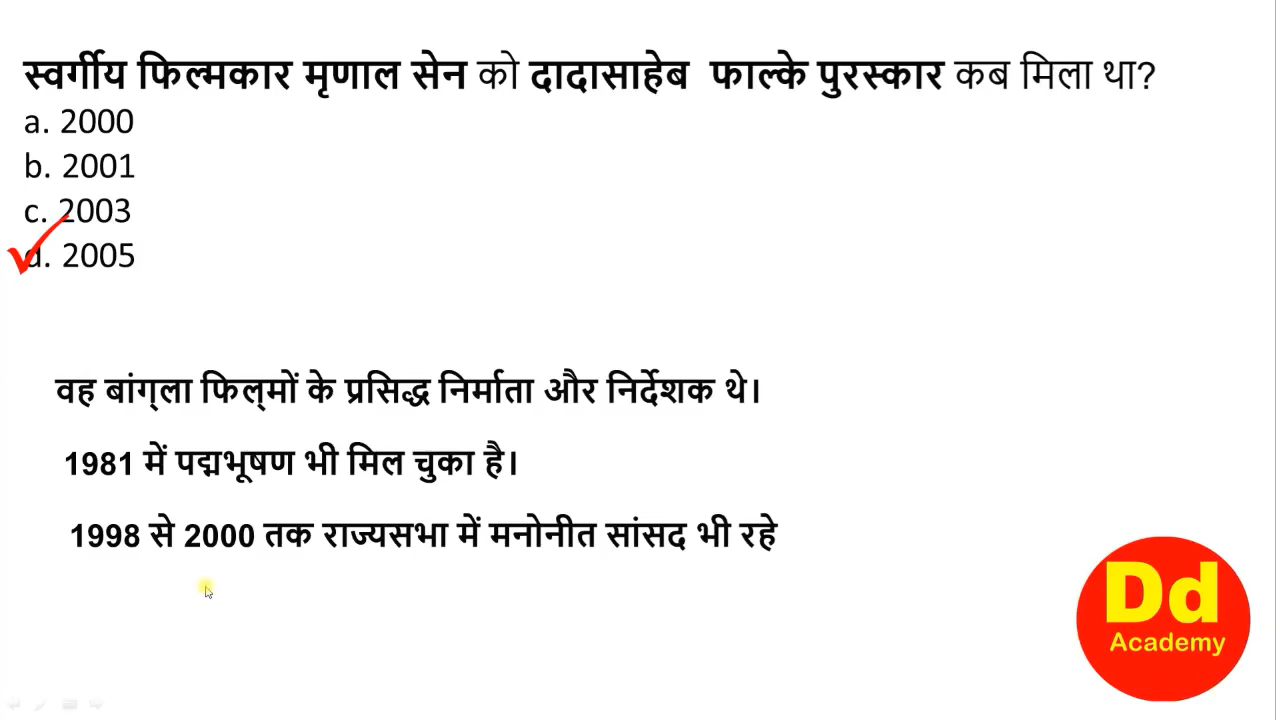 स्वर्गीय फिल्मकार मृणाल सेन को दादासाहेब फाल्के पुरस्कार कब मिला था?
a. 2000
b. 2001
c. 2003
d. 2005
वह बांग्‌ला फिल्‌मों के प्रसिद्ध निर्माता और निर्देशक थे।
1981 में पद्मभूषण भी मिल चुका है।
1998 से 2000 तक राज्यसभा में मनोनीत सांसद भी रहे
Dd
Academy